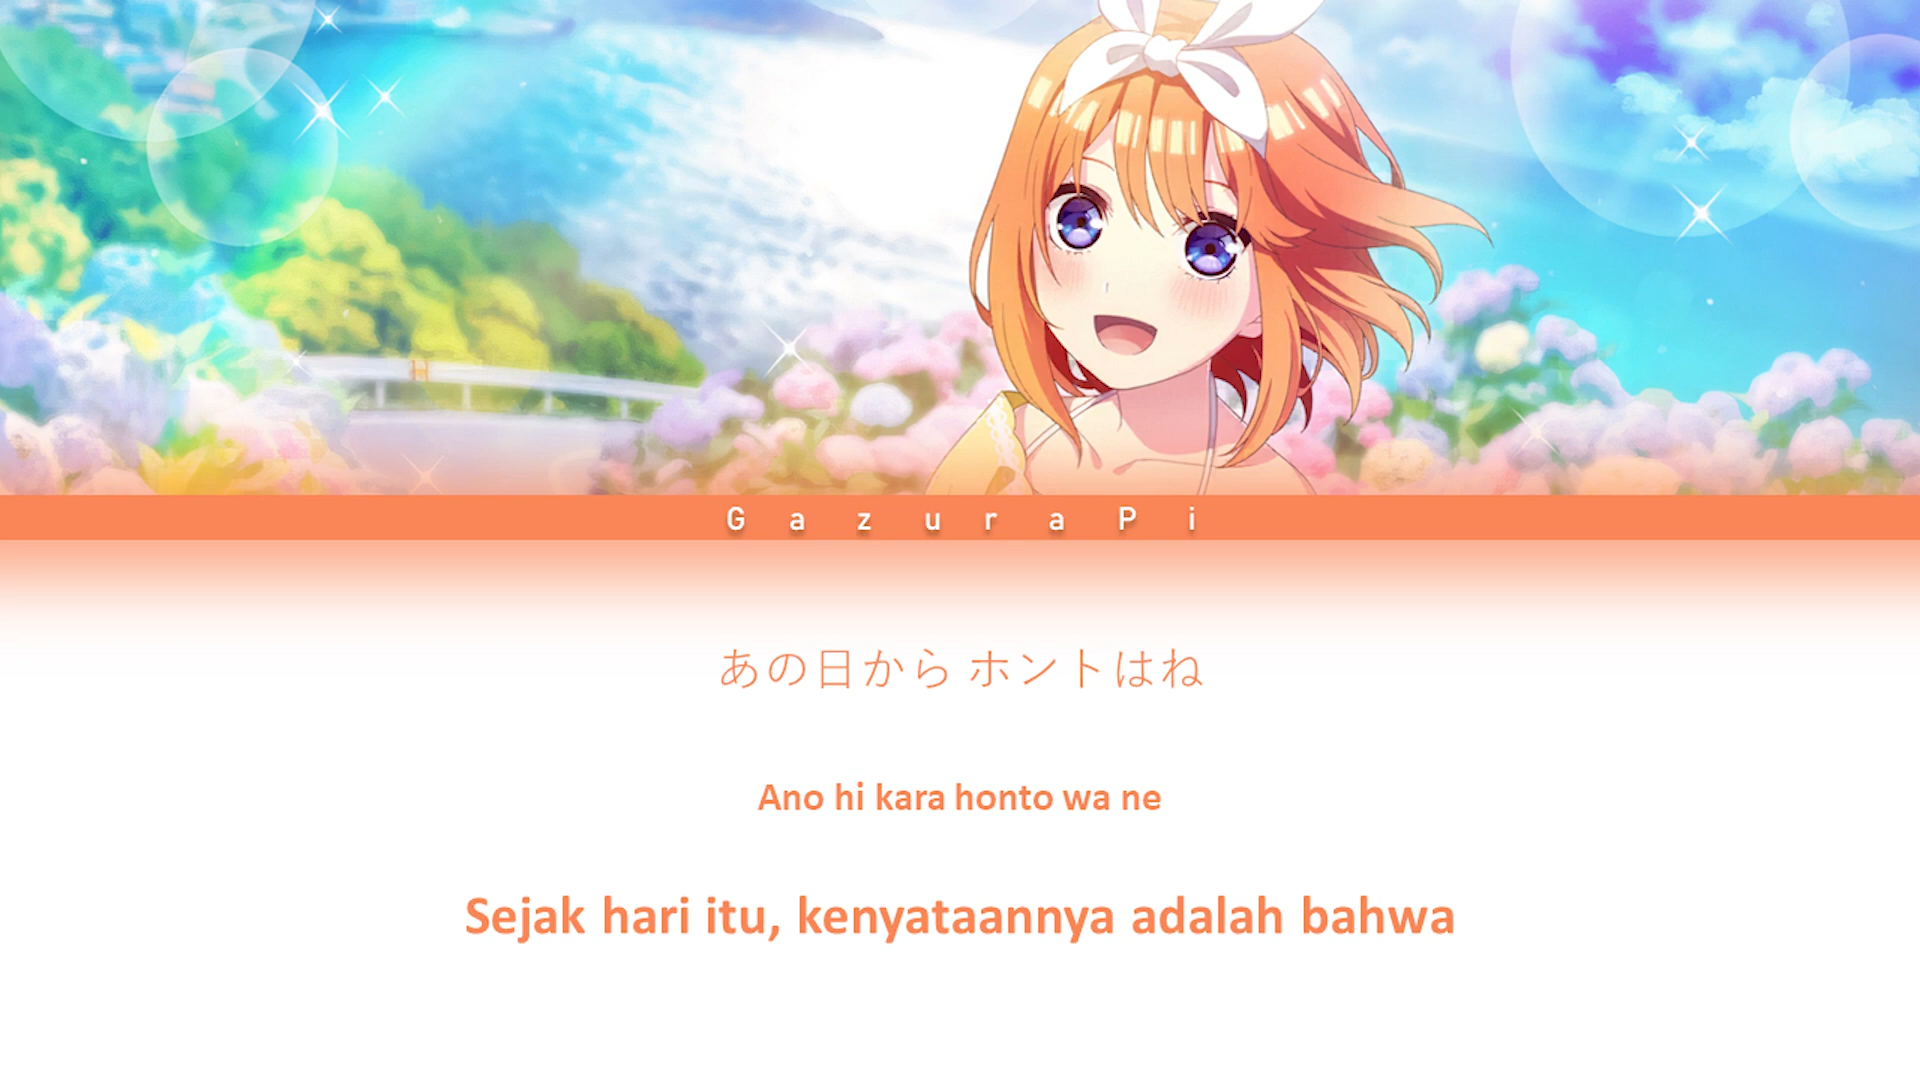 GazuraPi
あの日から ホントはね
Ano hi kara honto wa ne
Sejak hari itu, kenyataannya adalah bahwa